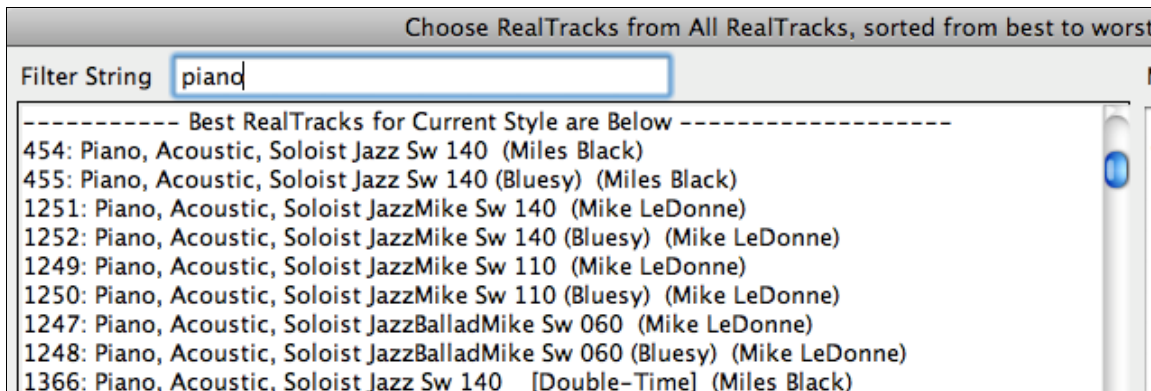 Choose RealTracks from All RealTracks, sorted from best to worst
Filter String piano
----------- Best RealTracks for Current Style are Below -------------------
454: Piano, Acoustic, Soloist Jazz Sw 140  (Miles Black)
455: Piano, Acoustic, Soloist Jazz Sw 140 (Bluesy)  (Miles Black)
1251: Piano, Acoustic, Soloist JazzMike Sw 140  (Mike LeDonne)
1252: Piano, Acoustic, Soloist JazzMike Sw 140 (Bluesy)  (Mike LeDonne)
1249: Piano, Acoustic, Soloist JazzMike Sw 110  (Mike LeDonne)
1250: Piano, Acoustic, Soloist JazzMike Sw 110 (Bluesy)  (Mike LeDonne)
1247: Piano, Acoustic, Soloist JazzBalladMike Sw 060  (Mike LeDonne)
1248: Piano, Acoustic, Soloist JazzBalladMike Sw 060 (Bluesy)  (Mike LeDonne)
1366: Piano, Acoustic, Soloist Jazz Sw 140   [Double-Time]  (Miles Black)